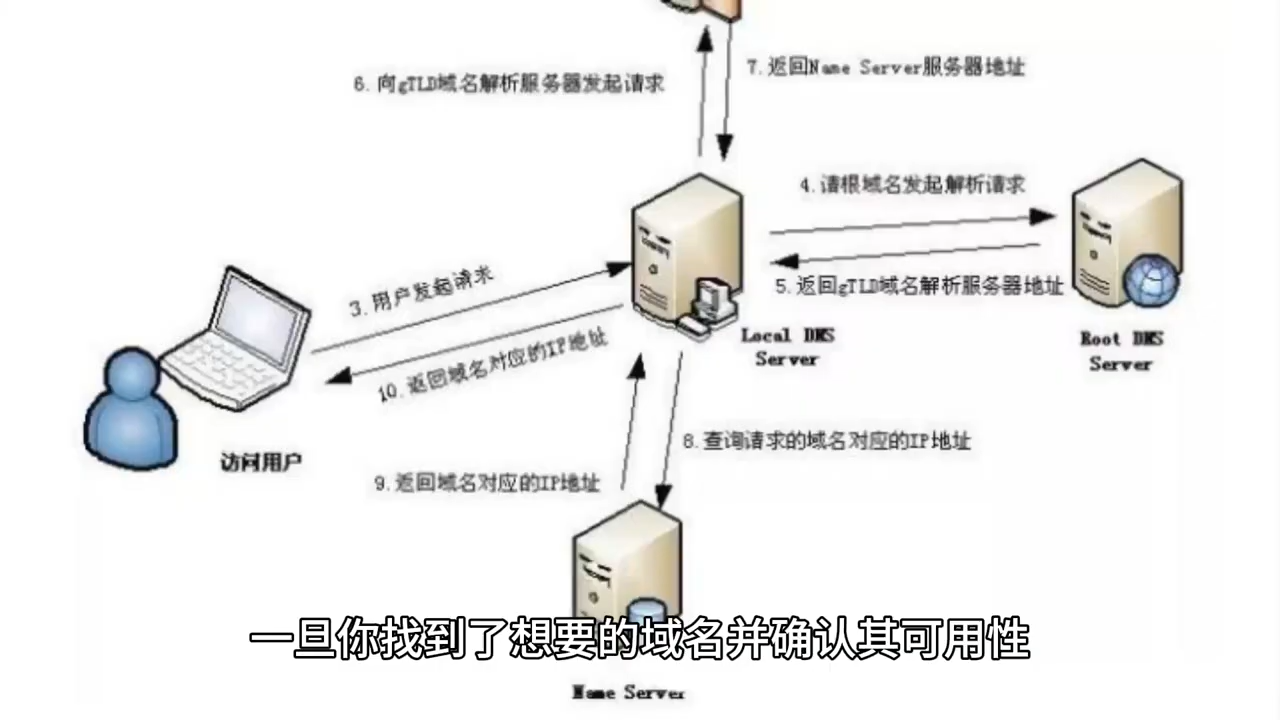 6.向gTLD域名解析服务器发起请求
7.返回Name Server服务器地址
4.请根域名发起解析请求
3.用户发起请求
5.返回gTLD域名解析服务器地址
Local DNS
Server
Root DNS
Server
10.返回域名对应的IP地址
8.查询请求的域名对应的IP地址
访问用户
9.返回域名对应的IP地址
一旦你找到了想要的域名并确认其可用性
Name Server